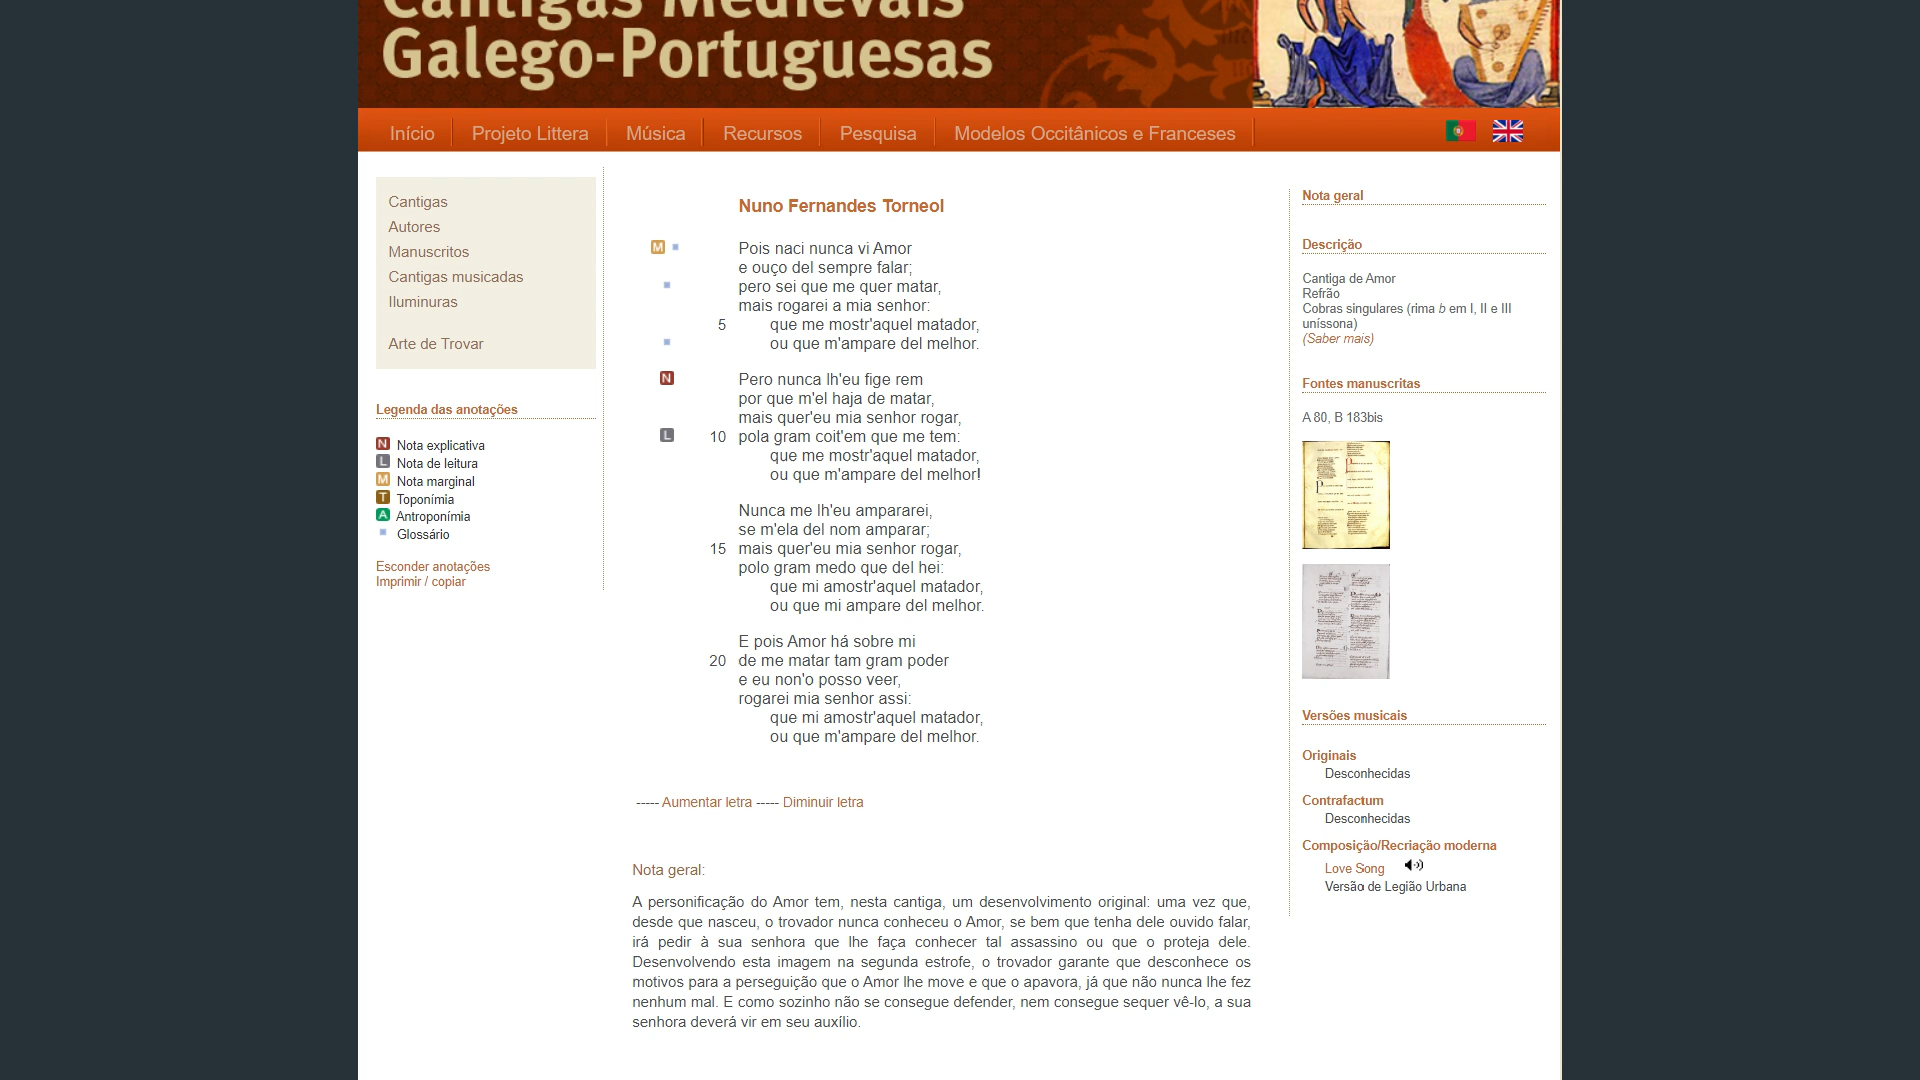 Cantigas Medievais
Galego-Portuguesas
Início
Projeto Littera
Música
Recursos
Pesquisa
Modelos Occitânicos e Franceses
Cantigas
Autores
Manuscritos
Cantigas musicadas
Iluminuras
Arte de Trovar
Legenda das anotações
N Nota explicativa
L Nota de leitura
M Nota marginal
T Toponímia
A Antroponímia
Glossário
Esconder anotações
Imprimir / copiar
Nuno Fernandes Torneol
M Pois naci nunca vi Amor
e ouço del sempre falar;
pero sei que me quer matar,
mais rogarei a mia senhor:
5 que me mostr'aquel matador,
ou que m'ampare del melhor.
N Pero nunca lh'eu fige rem
por que m'el haja de matar,
mais quer'eu mia senhor rogar,
L 10 pola gram coit'em que me tem:
que me mostr'aquel matador,
ou que m'ampare del melhor!
Nunca me lh'eu ampararei,
se m'ela del nom amparar;
15 mais quer'eu mia senhor rogar,
polo gram medo que del hei:
que mi amostr'aquel matador,
ou que mi ampare del melhor.
E pois Amor há sobre mi
20 de me matar tam gram poder
e eu non'o posso veer,
rogarei mia senhor assi:
que mi amostr'aquel matador,
ou que m'ampare del melhor.
----- Aumentar letra ----- Diminuir letra
Nota geral:
A personificação do Amor tem, nesta cantiga, um desenvolvimento original: uma vez que,
desde que nasceu, o trovador nunca conheceu o Amor, se bem que tenha dele ouvido falar,
irá pedir à sua senhora que lhe faça conhecer tal assassino ou que o proteja dele.
Desenvolvendo esta imagem na segunda estrofe, o trovador garante que desconhece os
motivos para a perseguição que o Amor lhe move e que o apavora, já que não nunca lhe fez
nenhum mal. E como sozinho não se consegue defender, nem consegue sequer vê-lo, a sua
senhora deverá vir em seu auxílio.
Nota geral
Descrição
Cantiga de Amor
Refrão
Cobras singulares (rima b em I, II e III
uníssona)
(Saber mais)
Fontes manuscritas
A 80, B 183bis
Versões musicais
Originais
Desconhecidas
Contrafactum
Desconhecidas
Composição/Recriação moderna
Love Song
Versão de Legião Urbana